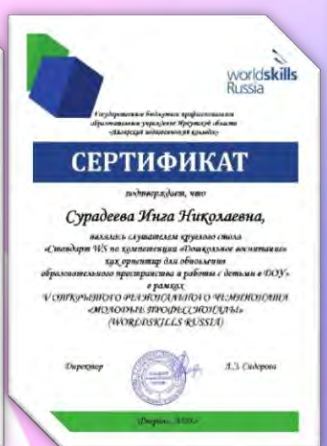 worldskills
Russia
Государственное бюджетное профессиональное
образовательное учреждение Иркутской области
педагогический колледж»
СЕРТИФИКАТ
подтверждает, что
Сурадеева Инга Николаевна,
являлась слушателем круглого стола
«Стандарт WS по компетенции «Дошкольное воспитание»
как ориентир для обновления
образовательного пространства и работы с детьми в ДОУ»
в рамках
V ОТКРЫТОГО РЕГИОНАЛЬНОГО ЧЕМПИОНАТА
«МОЛОДЫЕ ПРОФЕССИОНАЛЫ»
(WORLDSKILLS RUSSIA)
Директор
Сидорова